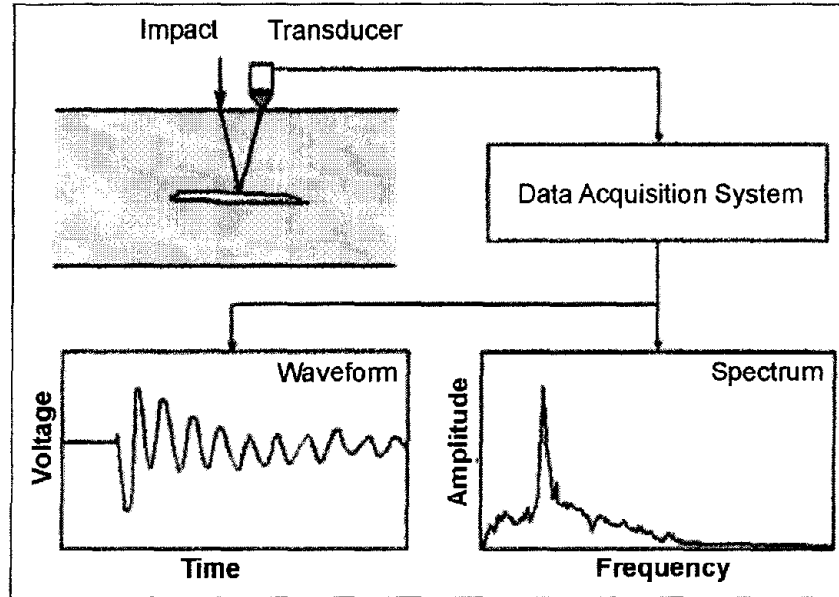 Impact Transducer
Data Acquisition System
Waveform
Voltage
Time
Spectrum
Amplitude
Frequency